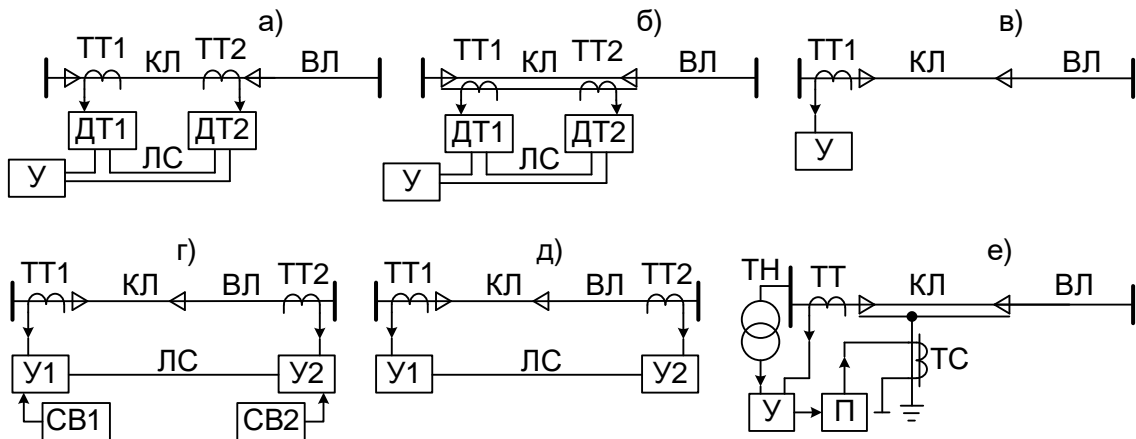 а)
ТТ1 КЛ ТТ2 ВЛ
ДТ1 ДТ2
ЛС
У
б)
ТТ1 КЛ ТТ2 ВЛ
ДТ1 ДТ2
ЛС
У
в)
ТТ1 КЛ ВЛ
У
г)
ТТ1 КЛ ВЛ ТТ2
У1 ЛС У2
СВ1 СВ2
д)
ТТ1 КЛ ВЛ ТТ2
У1 ЛС У2
е)
ТН ТТ КЛ ВЛ
ТС
У П